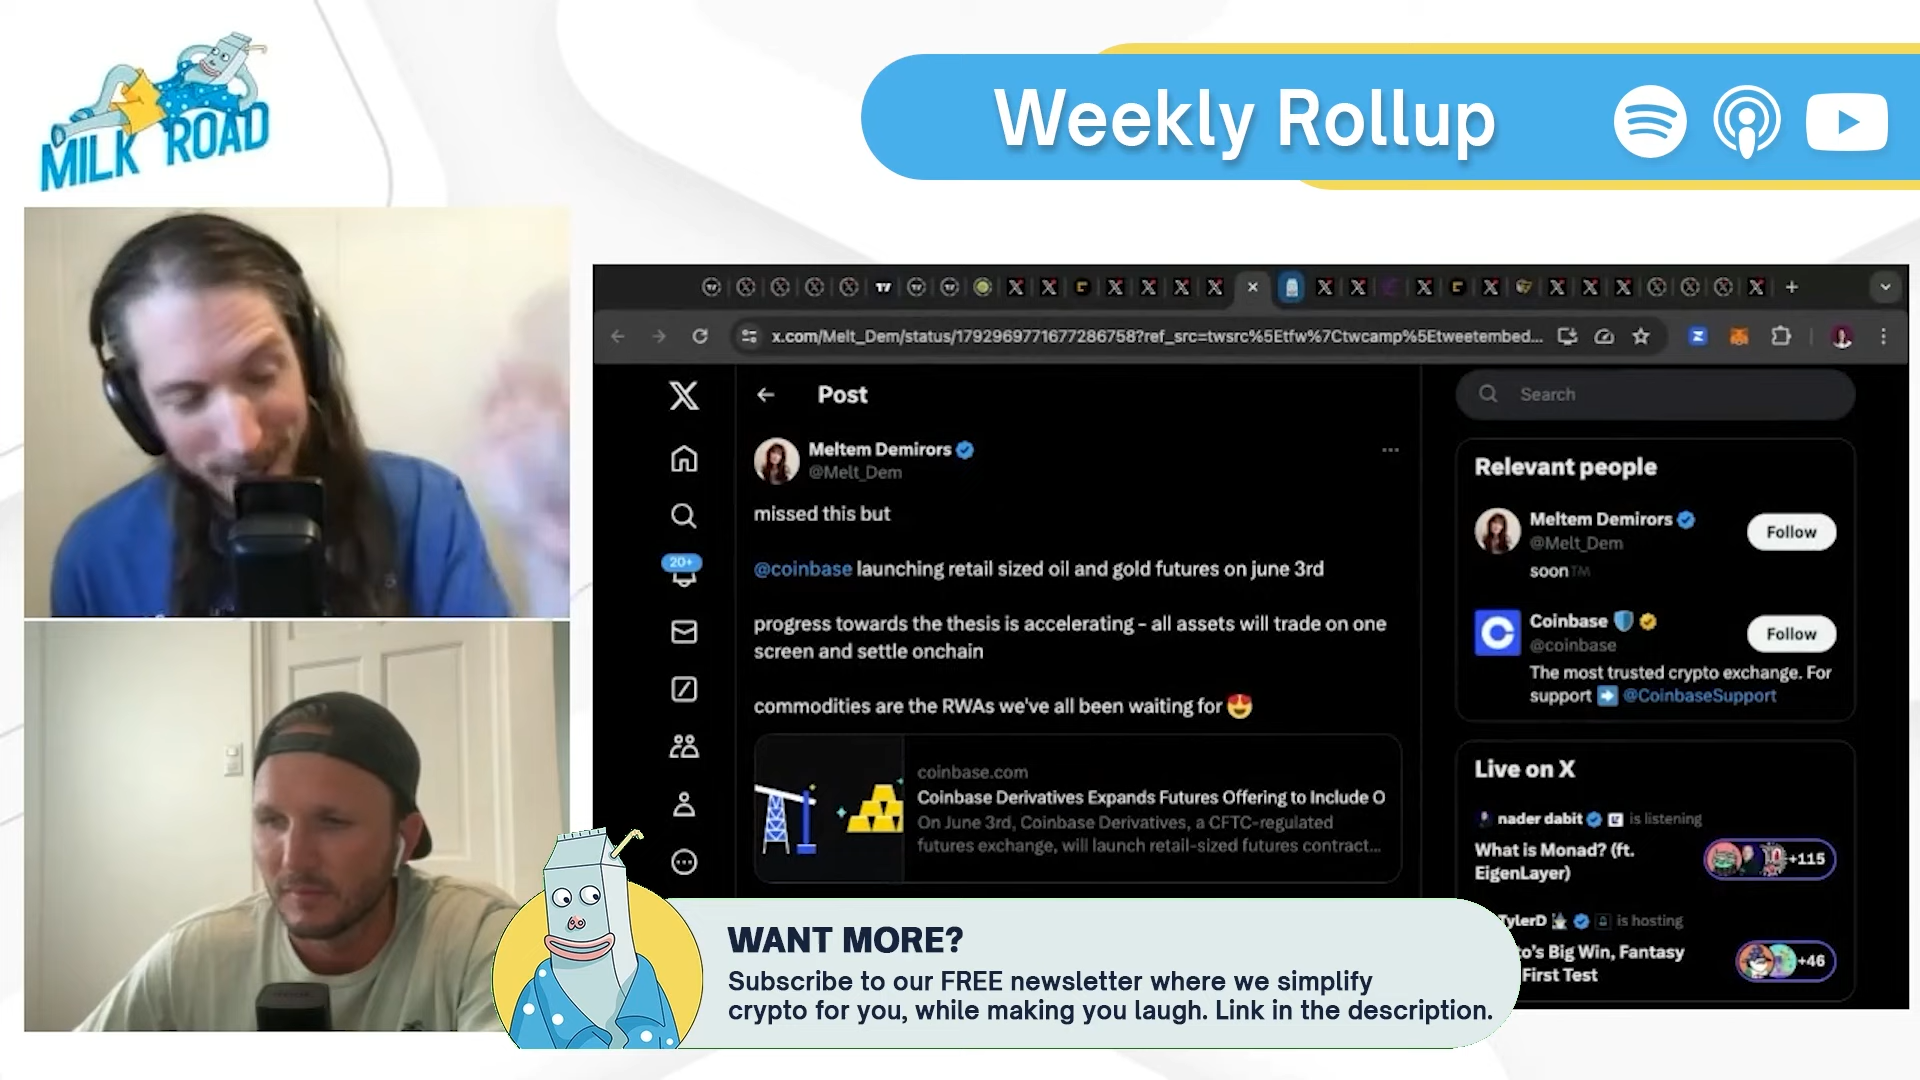 MILK ROAD
Weekly Rollup
x.com/Melt_Dem/status/1792969771677286758?ref_src=twsrc%5Etfw%7Ctwcamp%5Etweetembed...
Post
Search
Meltem Demirors
@Melt_Dem
missed this but
@coinbase launching retail sized oil and gold futures on june 3rd
progress towards the thesis is accelerating - all assets will trade on one
screen and settle onchain
commodities are the RWAs we've all been waiting for
20+
coinbase.com
Coinbase Derivatives Expands Futures Offering to Include O
On June 3rd, Coinbase Derivatives, a CFTC-regulated
futures exchange, will launch retail-sized futures contract...
Relevant people
Meltem Demirors
@Melt_Dem
Follow
soon™
Coinbase
@coinbase
Follow
The most trusted crypto exchange. For
support @CoinbaseSupport
Live on X
nader dabit is listening
What is Monad? (ft.
EigenLayer)
+115
TylerD is hosting
to's Big Win, Fantasy
First Test
+46
WANT MORE?
Subscribe to our FREE newsletter where we simplify
crypto for you, while making you laugh. Link in the description.